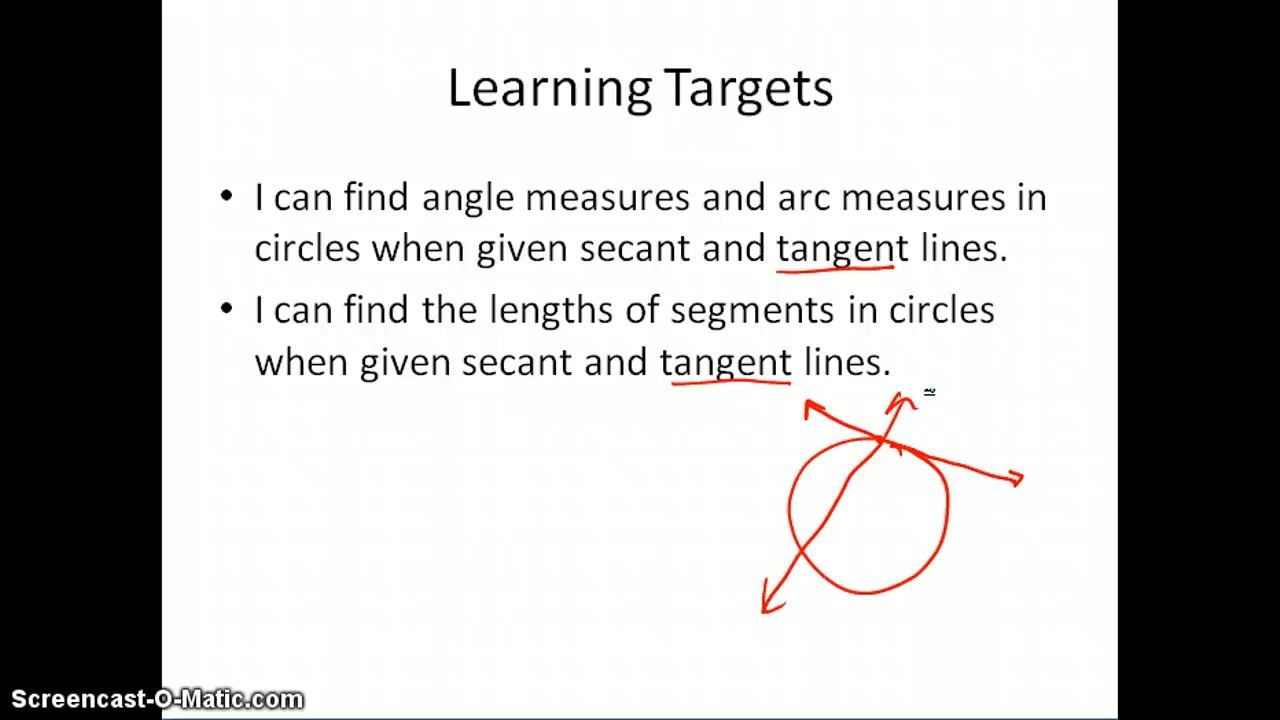 Learning Targets
• I can find angle measures and arc measures in
circles when given secant and tangent lines.
• I can find the lengths of segments in circles
when given secant and tangent lines.
Screencast-O-Matic.com